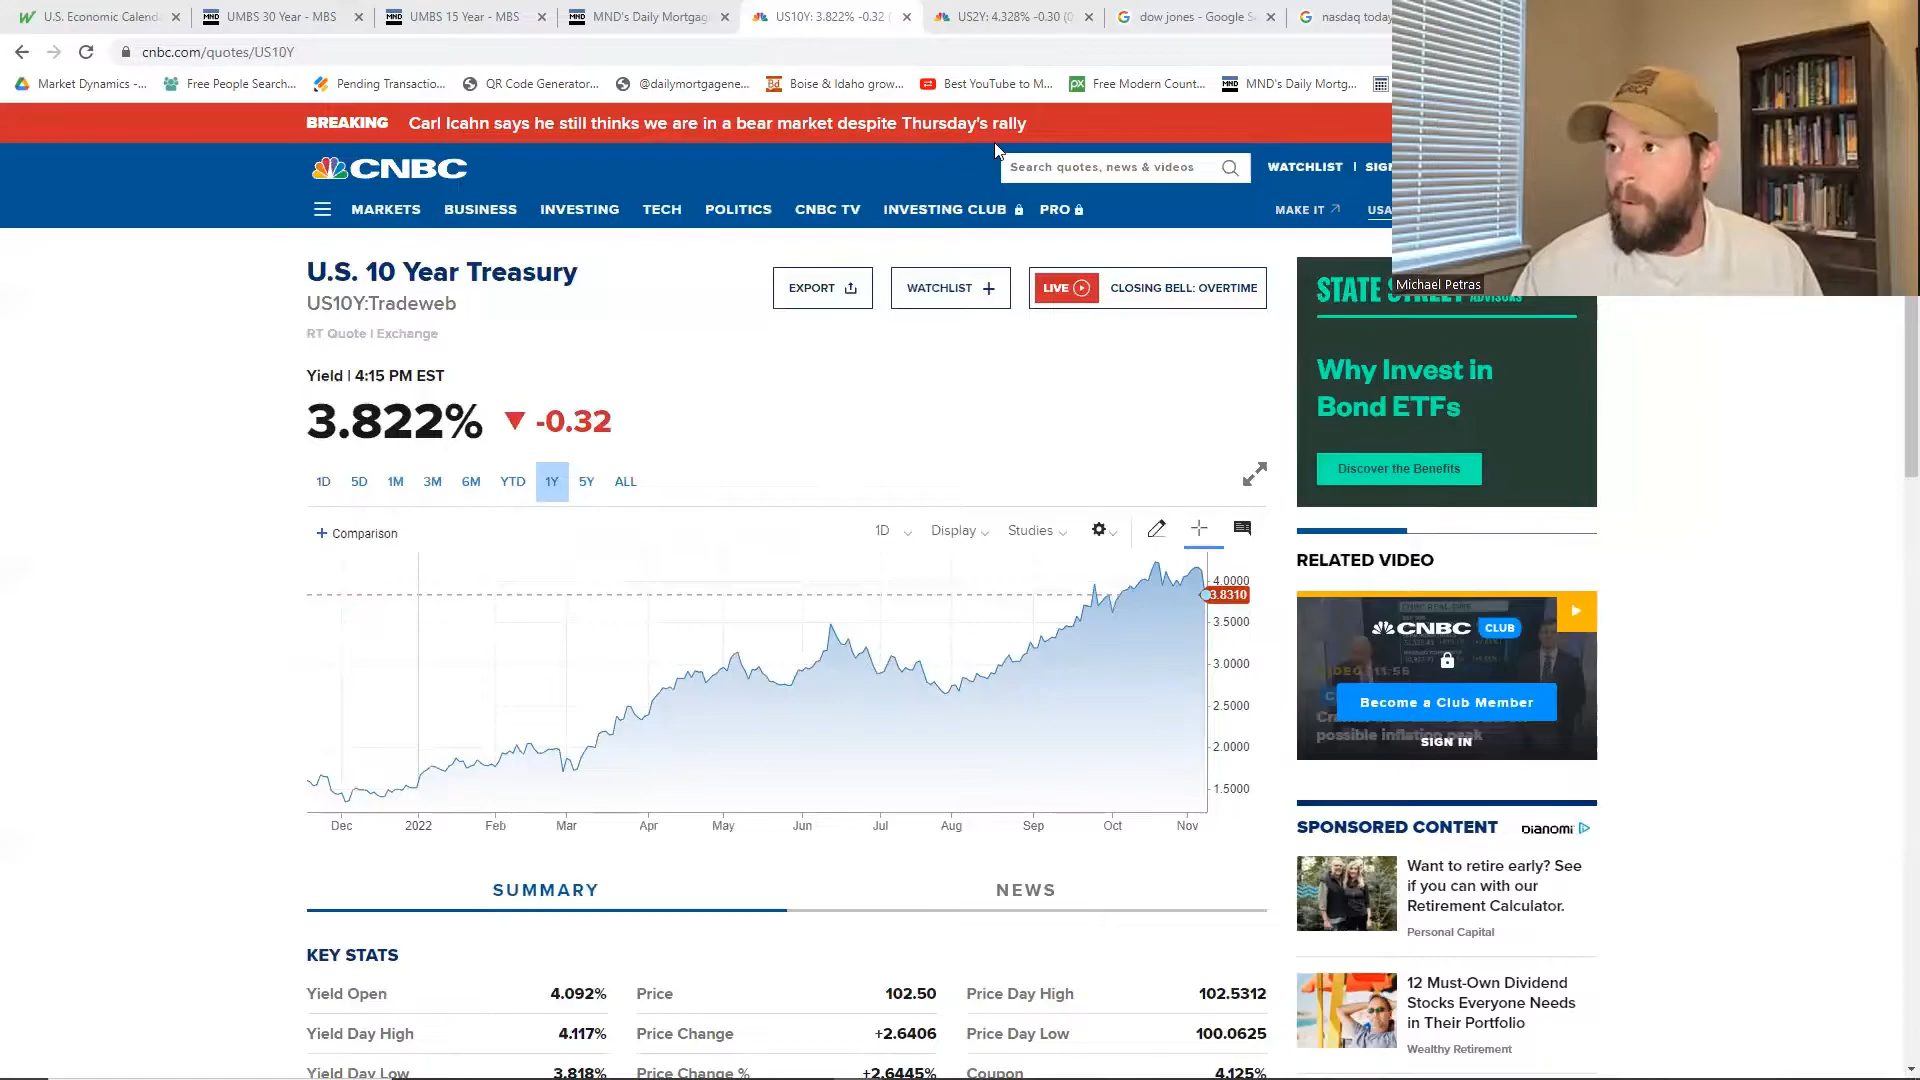 U.S. Economic Calend
UMBS 30 Year - MBS
UMBS 15 Year - MBS
MND's Daily Mortgag
US10Y: 3.822% -0.32 (
US2Y: 4.328% -0.30 (0
dow jones - Google S
nasdaq today
cnbc.com/quotes/US10Y
Market Dynamics -...
Free People Search...
Pending Transactio...
QR Code Generator...
@dailymortgagene...
Boise & Idaho grow...
Best YouTube to M...
Free Modern Count...
MND's Daily Mortg...
BREAKING Carl Icahn says he still thinks we are in a bear market despite Thursday's rally
CNBC
Search quotes, news & videos
WATCHLIST | SIGN
MARKETS BUSINESS INVESTING TECH POLITICS CNBC TV INVESTING CLUB PRO
MAKE IT USA
Michael Petras
U.S. 10 Year Treasury
US10Y:Tradeweb
RT Quote | Exchange
EXPORT
WATCHLIST +
LIVE
CLOSING BELL: OVERTIME
Yield | 4:15 PM EST
3.822% ▼ -0.32
1D 5D 1M 3M 6M YTD 1Y 5Y ALL
+ Comparison
1D Display Studies
4.0000
3.8310
3.5000
3.0000
2.5000
2.0000
1.5000
Dec 2022 Feb Mar Apr May Jun Jul Aug Sep Oct Nov
SUMMARY NEWS
KEY STATS
Yield Open 4.092% Price 102.50 Price Day High 102.5312
Yield Day High 4.117% Price Change +2.6406 Price Day Low 100.0625
Yield Day Low 3.818% Price Change % +2.6445% Coupon 4.125%
STATE
Why Invest in
Bond ETFs
Discover the Benefits
RELATED VIDEO
CNBC CLUB
Become a Club Member
possible inflation peak
SIGN IN
SPONSORED CONTENT
DIANOMI
Want to retire early? See
if you can with our
Retirement Calculator.
Personal Capital
12 Must-Own Dividend
Stocks Everyone Needs
in Their Portfolio
Wealthy Retirement